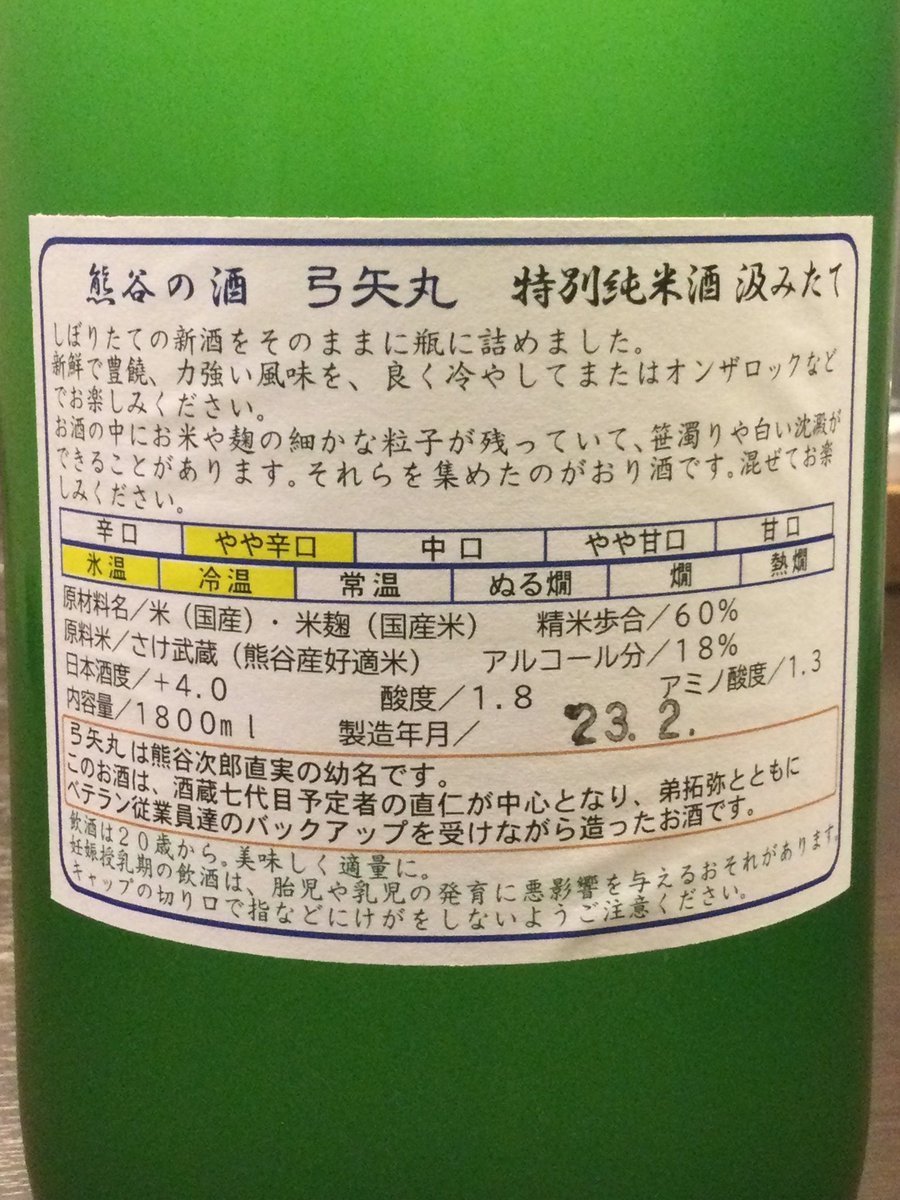 熊谷の酒 弓矢丸 特別純米酒 汲みたて
しぼりたての新酒をそのままに瓶に詰めました。
新鮮で豊饒、力強い風味を、良く冷やしてまたはオンザロックなど
でお楽しみください。
お酒の中にお米や麹の細かな粒子が残っていて、笹濁りや白い沈澱が
できることがあります。それらを集めたのがおり酒です。混ぜてお楽
しみください。
辛口 やや辛口 中口 やや甘口 甘口
氷温 冷温 常温 ぬる燗 燗 熱燗
原材料名／米（国産）・米麹（国産米） 精米歩合／60%
原料米／さけ武蔵（熊谷産好適米） アルコール分／18%
日本酒度／+4.0 酸度／1.8 アミノ酸度／1.3
内容量／1800ml 製造年月／ 23.2.
弓矢丸は熊谷次郎直実の幼名です。
このお酒は、酒蔵七代目予定者の直仁が中心となり、弟拓弥とともに
ベテラン従業員達のバックアップを受けながら造ったお酒です。
飲酒は20歳から。美味しく適量に。
妊娠授乳期の飲酒は、胎児や乳児の発育に悪影響を与えるおそれがあります。
キャップの切り口で指などにけがをしないようご注意ください。